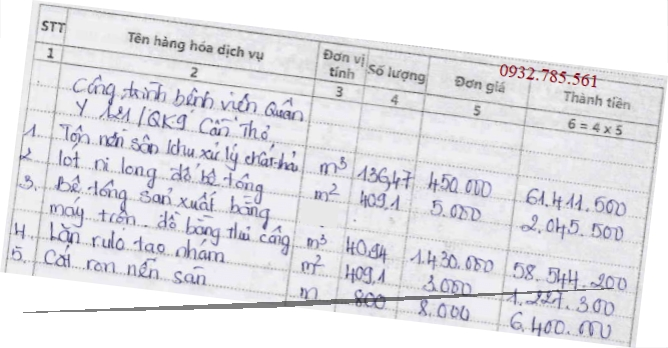 0932.785.561
STT Tên hàng hóa dịch vụ Đơn vị tính Số lượng Đơn giá Thành tiền
1 2 3 4 5 6 = 4 x 5
Công trình bệnh viện Quân
Y 121/QK9 Cần Thơ
1. Tôn nền sân khu xử lý chất thải m3 136,47 450.000 61.411.500
2. lót ni long đổ bê tông m2 409,1 5.000 2.045.500
3. Bê tông sản xuất bằng
máy trộn đổ bằng thủ công m3 40,94 1.430.000 58.544.200
4. Lăn rulo tạo nhám m2 409,1 3.000 1.227.300
5. Cắt ron nền sân m 800 8.000 6.400.000